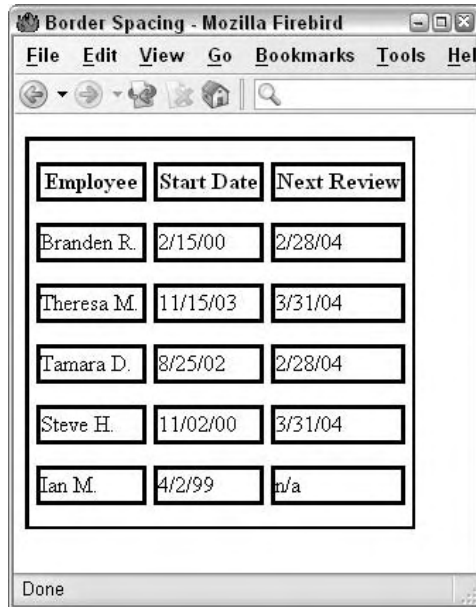 Border Spacing - Mozilla Firebird
File Edit View Go Bookmarks Tools Hel
Employee Start Date Next Review
Branden R. 2/15/00 2/28/04
Theresa M. 11/15/03 3/31/04
Tamara D. 8/25/02 2/28/04
Steve H. 11/02/00 3/31/04
Ian M. 4/2/99 n/a
Done